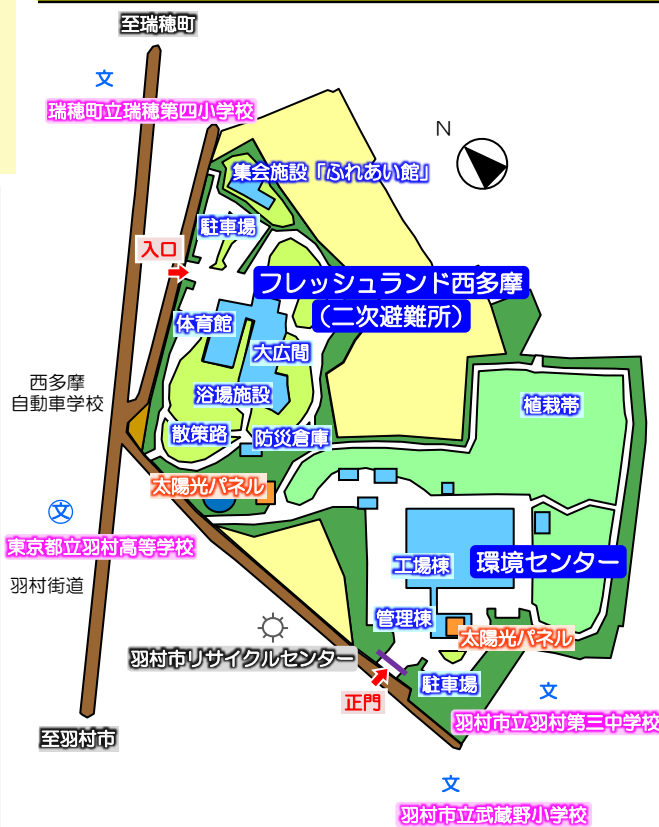 至瑞穂町
文
瑞穂町立瑞穂第四小学校
N
集会施設「ふれあい館」
駐車場
入口
フレッシュランド西多摩
（二次避難所）
体育館
大広間
西多摩
自動車学校
浴場施設
植栽帯
散策路
防災倉庫
太陽光パネル
文
東京都立羽村高等学校
工場棟
環境センター
羽村街道
管理棟
太陽光パネル
羽村市リサイクルセンター
駐車場
文
正門
羽村市立羽村第三中学校
至羽村市
文
羽村市立武蔵野小学校